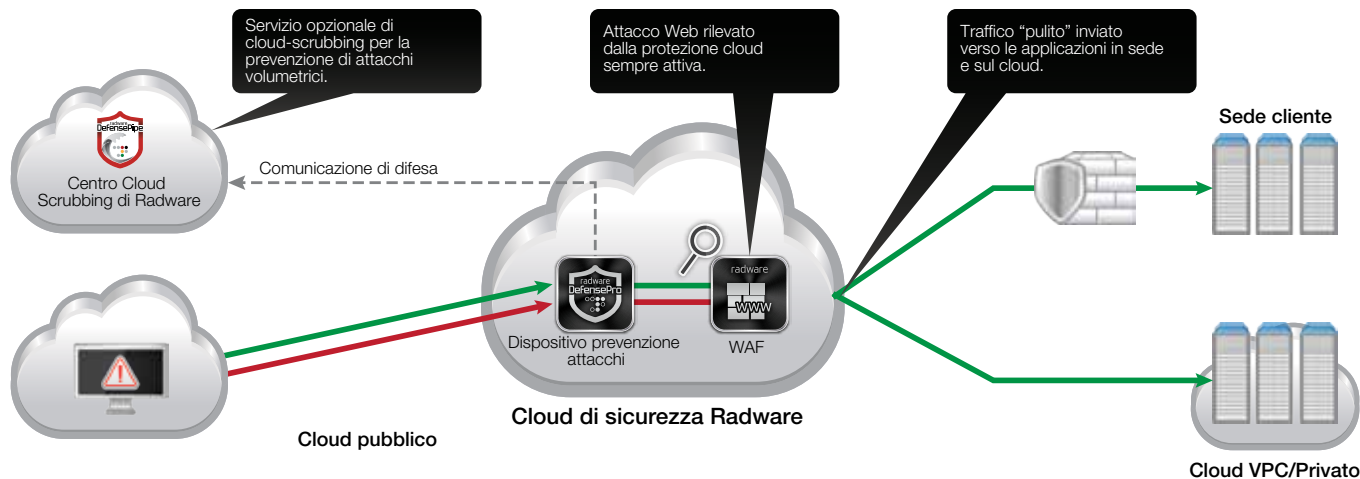 Servizio opzionale di
cloud-scrubbing per la
prevenzione di attacchi
volumetrici.
Attacco Web rilevato
dalla protezione cloud
sempre attiva.
Traffico “pulito” inviato
verso le applicazioni in sede
e sul cloud.
Sede cliente
radware
DefensePipe
Centro Cloud
Scrubbing di Radware
Comunicazione di difesa
radware
DefensePro
radware
WWW
Dispositivo prevenzione
attacchi
WAF
Cloud di sicurezza Radware
Cloud pubblico
Cloud VPC/Privato